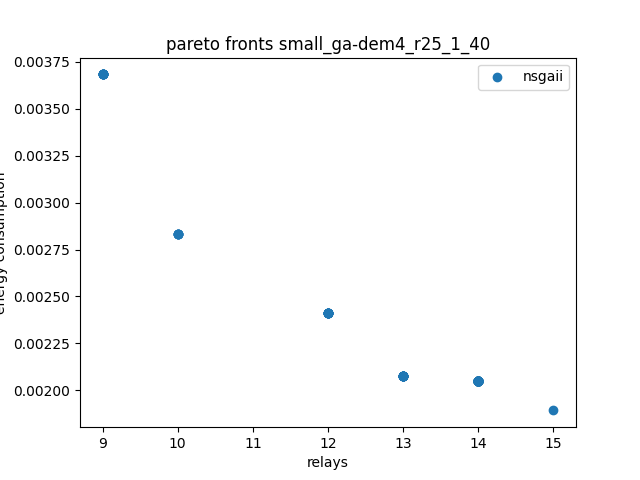 pareto fronts small_ga-dem4_r25_1_40
nsgaii
0.00375
0.00350
0.00325
0.00300
0.00275
0.00250
0.00225
0.00200
energy consumption
9 10 11 12 13 14 15
relays